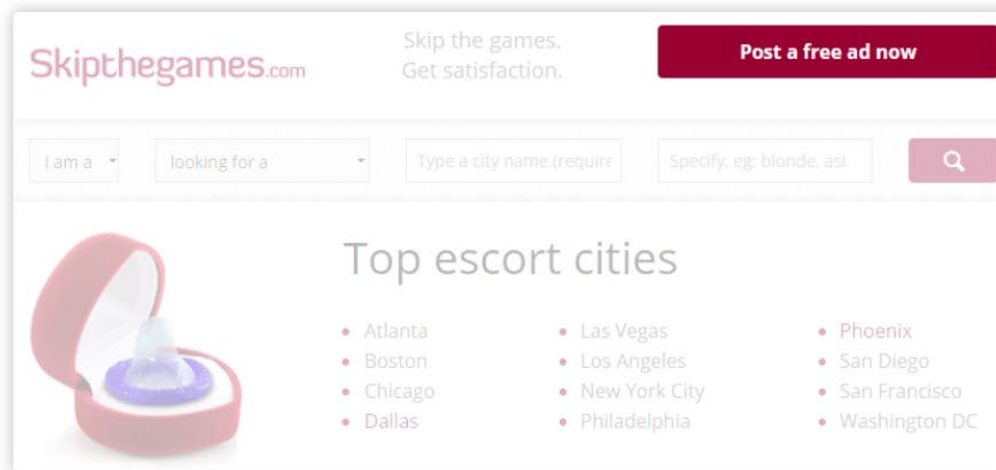 Skipthegames.com
Skip the games.
Get satisfaction.
Post a free ad now
I am a
looking for a
Type a city name (require
Specify, eg: blonde, asi
Top escort cities
Atlanta
Boston
Chicago
Dallas
Las Vegas
Los Angeles
New York City
Philadelphia
Phoenix
San Diego
San Francisco
Washington DC